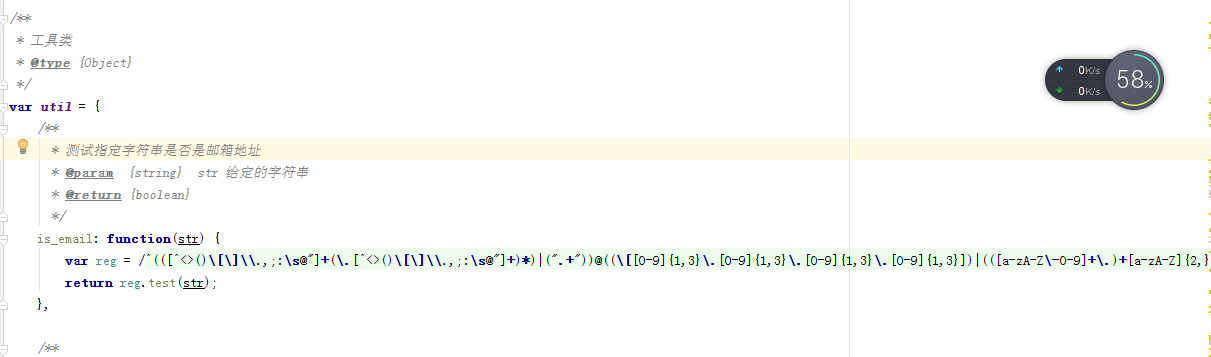 /**
* 工具类
* @type {Object}
*/
var util = {
/**
* 测试指定字符串是否是邮箱地址
* @param {string} str 给定的字符串
* @return {boolean}
*/
is_email: function(str) {
var reg = /^(([^<>()\[\]\\.,;:\s@"]+(\.[^<>()\[\]\\.,;:\s@"]+)*)|(".+"))@((\[[0-9]{1,3}\.[0-9]{1,3}\.[0-9]{1,3}\.[0-9]{1,3}])|(([a-zA-Z\-0-9]+\.)+[a-zA-Z]{2,}
return reg.test(str);
},
/**
0K/s
0K/s
58%